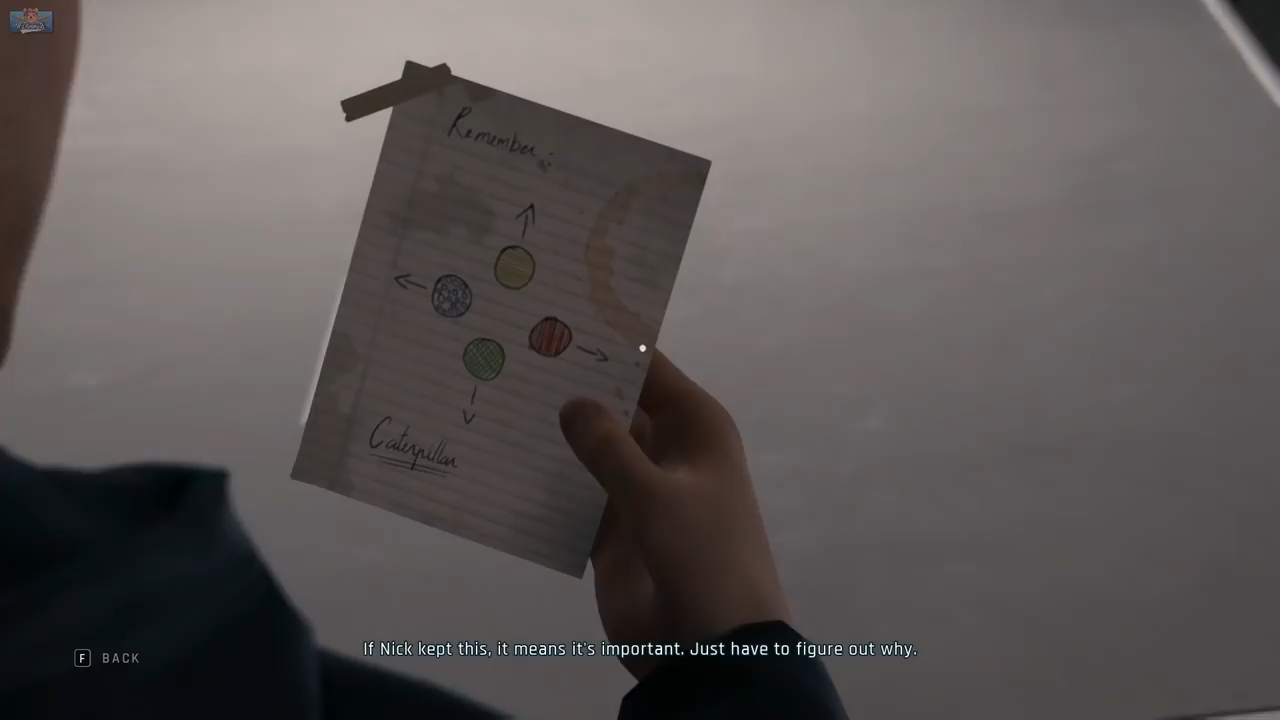 Remember:
Caterpillar
If Nick kept this, it means it's important. Just have to figure out why.
F BACK